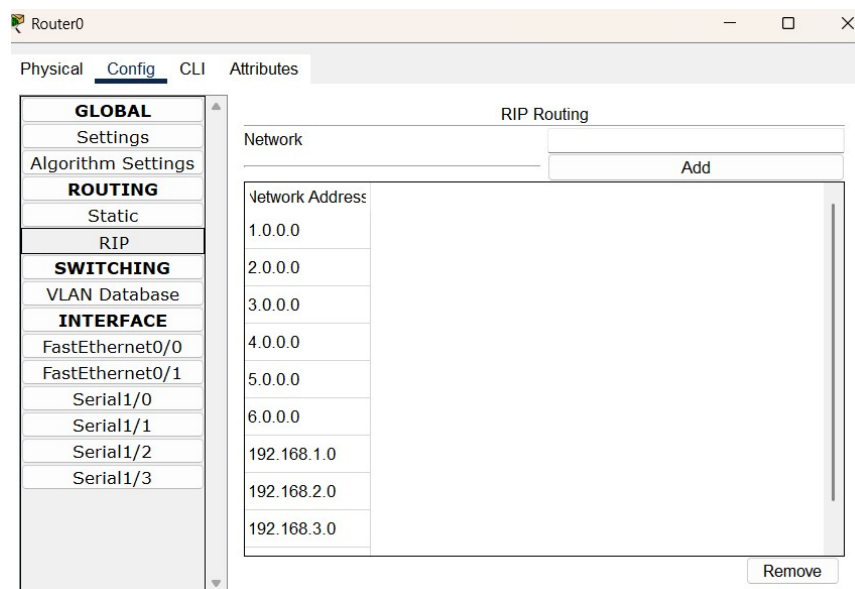 Router0
Physical Config CLI Attributes
GLOBAL
Settings
Algorithm Settings
ROUTING
Static
RIP
SWITCHING
VLAN Database
INTERFACE
FastEthernet0/0
FastEthernet0/1
Serial1/0
Serial1/1
Serial1/2
Serial1/3
RIP Routing
Network
Add
Network Address
1.0.0.0
2.0.0.0
3.0.0.0
4.0.0.0
5.0.0.0
6.0.0.0
192.168.1.0
192.168.2.0
192.168.3.0
Remove